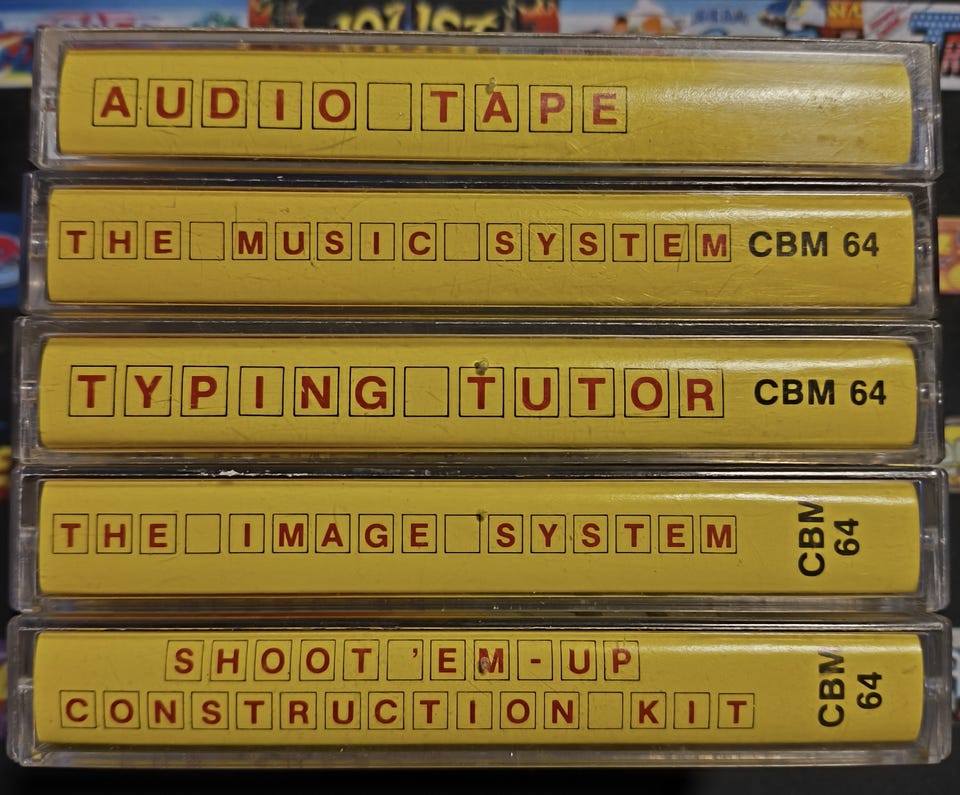 AUDIO TAPE
THE MUSIC SYSTEM CBM 64
TYPING TUTOR CBM 64
THE IMAGE SYSTEM CBM 64
SHOOT 'EM-UP
CONSTRUCTION KIT CBM 64